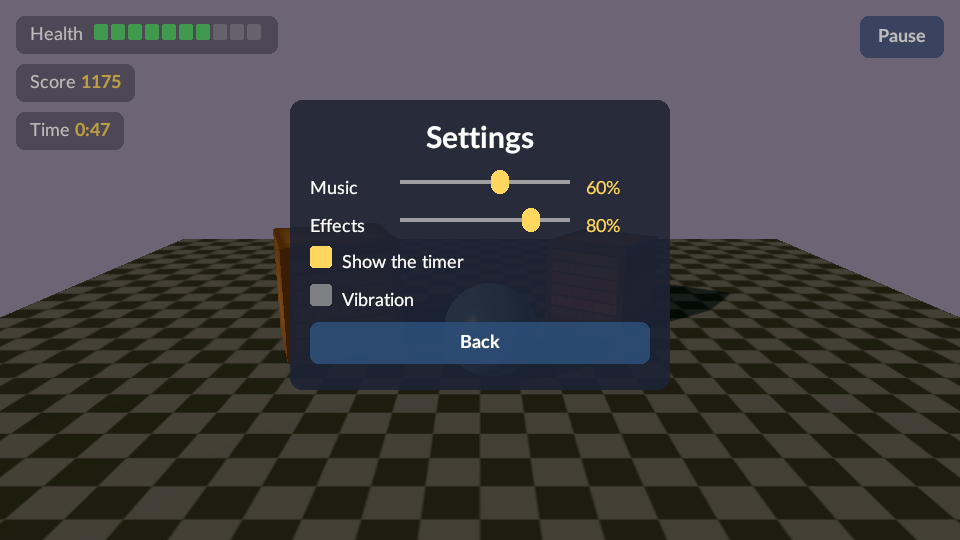 Health
Pause
Score 1175
Time 0:47
Settings
Music 60%
Effects 80%
Show the timer
Vibration
Back